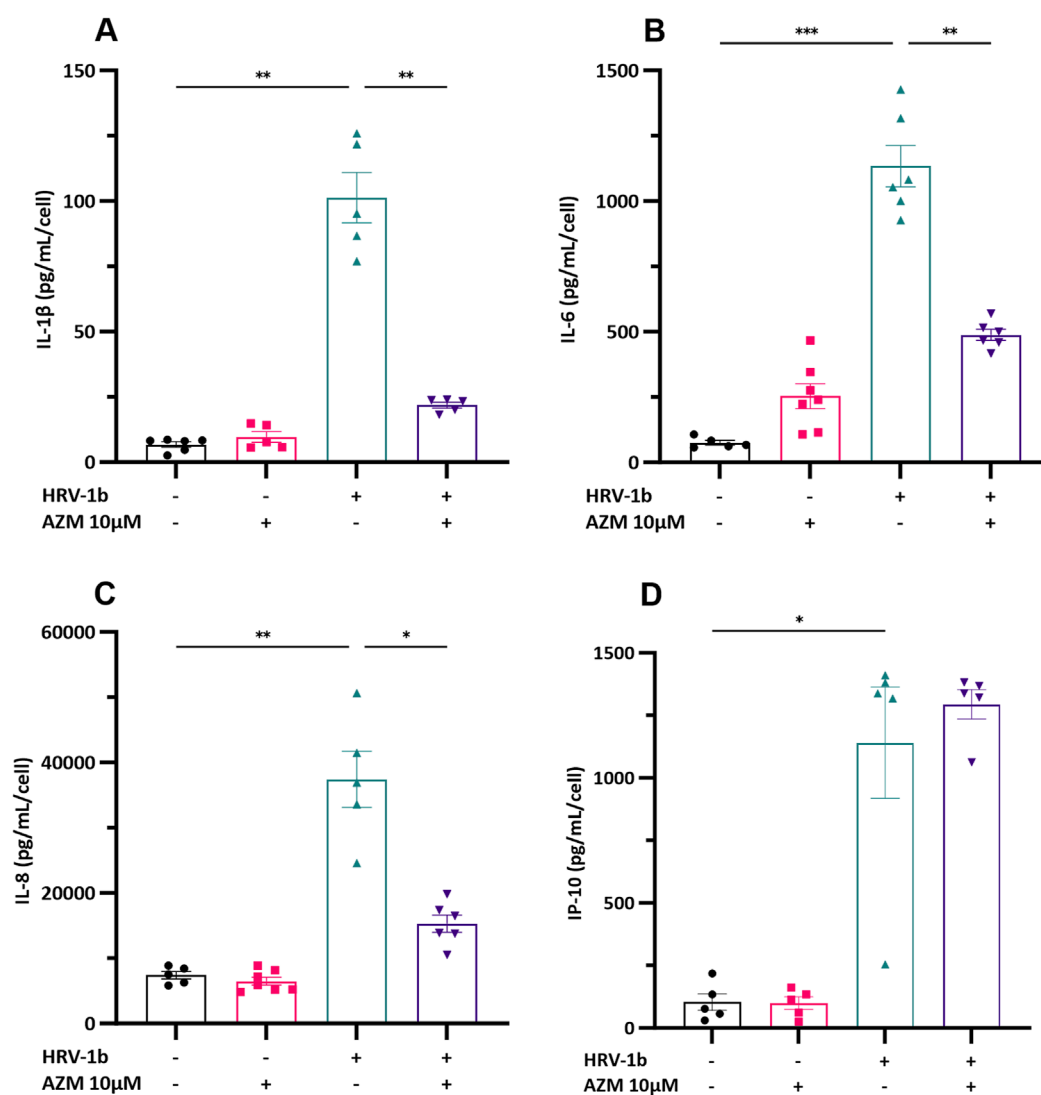 A
** **
150
100
50
0
IL-1β (pg/mL/cell)
HRV-1b - - + +
AZM 10µM - + - +
B
*** **
1500
1000
500
0
IL-6 (pg/mL/cell)
HRV-1b - - + +
AZM 10µM - + - +
C
** *
60000
40000
20000
0
IL-8 (pg/mL/cell)
HRV-1b - - + +
AZM 10µM - + - +
D
*
1500
1000
500
0
IP-10 (pg/mL/cell)
HRV-1b - - + +
AZM 10µM - + - +